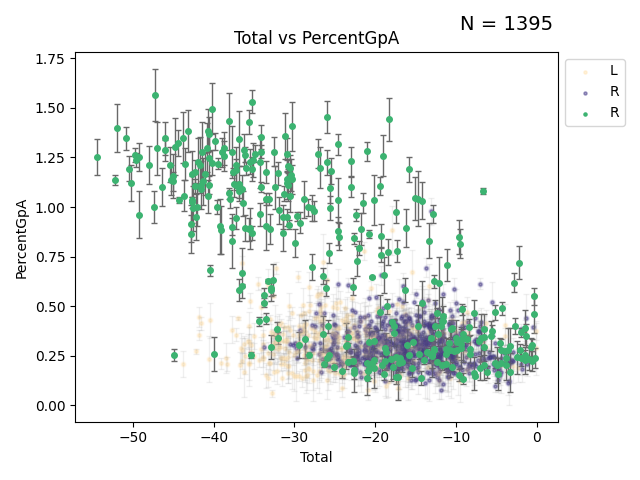 N = 1395
Total vs PercentGpA
L
R
R
PercentGpA
1.75
1.50
1.25
1.00
0.75
0.50
0.25
0.00
−50 −40 −30 −20 −10 0
Total